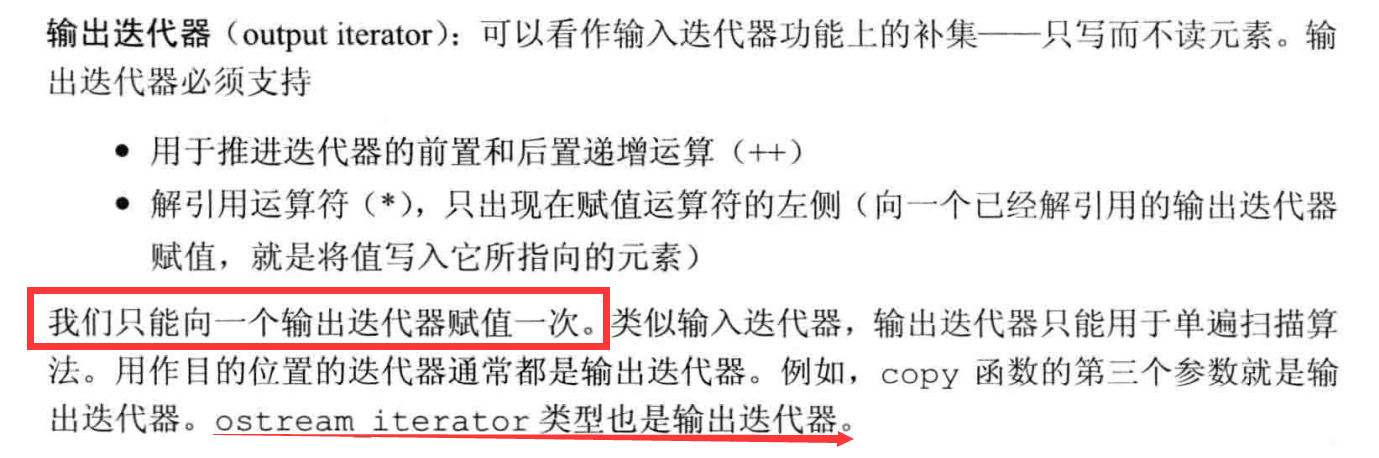 输出迭代器（output iterator）：可以看作输入迭代器功能上的补集——只写而不读元素。输
出迭代器必须支持
● 用于推进迭代器的前置和后置递增运算（++）
● 解引用运算符（*），只出现在赋值运算符的左侧（向一个已经解引用的输出迭代器
赋值，就是将值写入它所指向的元素）
我们只能向一个输出迭代器赋值一次。类似输入迭代器，输出迭代器只能用于单遍扫描算
法。用作目的位置的迭代器通常都是输出迭代器。例如，copy 函数的第三个参数就是输
出迭代器。ostream_iterator 类型也是输出迭代器。